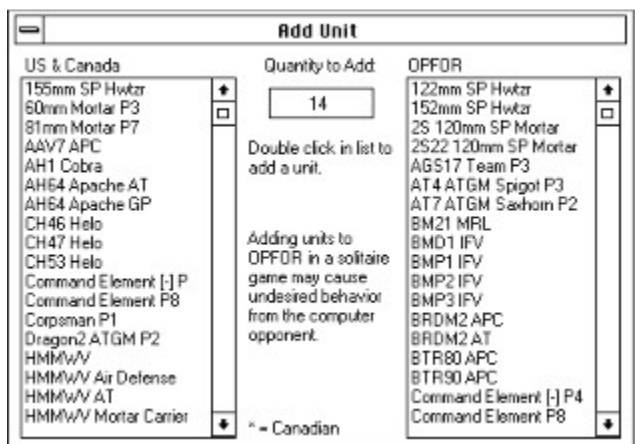 Add Unit
US & Canada
155mm SP Hwtzr
60mm Mortar P3
81mm Mortar P7
AAV7 APC
AH1 Cobra
AH64 Apache AT
AH64 Apache GP
CH46 Helo
CH47 Helo
CH53 Helo
Command Element [-] P
Command Element P8
Corpsman P1
Dragon2 ATGM P2
HMMWV
HMMWV Air Defense
HMMWV AT
HMMWV Mortar Carrier
Quantity to Add:
14
Double click in list to
add a unit.
Adding units to
OPFOR in a solitaire
game may cause
undesired behavior
from the computer
opponent.
* = Canadian
OPFOR
122mm SP Hwtzr
152mm SP Hwtzr
2S 120mm SP Mortar
2S22 120mm SP Mortar
AGS17 Team P3
AT4 ATGM Spigot P3
AT7 ATGM Saxhorn P2
BM21 MRL
BMD1 IFV
BMP1 IFV
BMP2 IFV
BMP3 IFV
BRDM2 APC
BRDM2 AT
BTR80 APC
BTR90 APC
Command Element [-] P4
Command Element P8